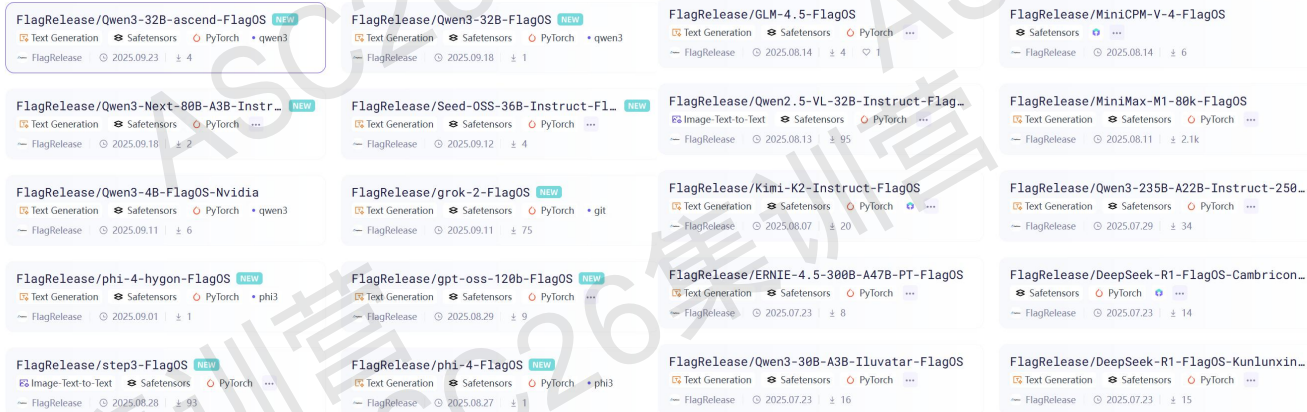 FlagRelease/Qwen3-32B-ascend-FlagOS NEW
Text Generation Safetensors PyTorch • qwen3
FlagRelease 2025.09.23 4
FlagRelease/Qwen3-Next-80B-A3B-Instr… NEW
Text Generation Safetensors PyTorch ...
FlagRelease 2025.09.18 2
FlagRelease/Qwen3-4B-FlagOS-Nvidia
Text Generation Safetensors PyTorch • qwen3
FlagRelease 2025.09.11 6
FlagRelease/phi-4-hygon-FlagOS NEW
Text Generation Safetensors PyTorch • phi3
FlagRelease 2025.09.01 1
FlagRelease/step3-FlagOS NEW
Image-Text-to-Text Safetensors PyTorch ...
FlagRelease 2025.08.28 93
FlagRelease/Qwen3-32B-FlagOS NEW
Text Generation Safetensors PyTorch • qwen3
FlagRelease 2025.09.18 1
FlagRelease/Seed-OSS-36B-Instruct-Fl… NEW
Text Generation Safetensors PyTorch ...
FlagRelease 2025.09.12 4
FlagRelease/grok-2-FlagOS NEW
Text Generation Safetensors PyTorch • git
FlagRelease 2025.09.11 75
FlagRelease/gpt-oss-120b-FlagOS NEW
Text Generation Safetensors PyTorch ...
FlagRelease 2025.08.29 9
FlagRelease/phi-4-FlagOS NEW
Text Generation Safetensors PyTorch • phi3
FlagRelease 2025.08.27 1
FlagRelease/GLM-4.5-FlagOS
Text Generation Safetensors PyTorch ...
FlagRelease 2025.08.14 4 1
FlagRelease/Qwen2.5-VL-32B-Instruct-Flag…
Image-Text-to-Text Safetensors PyTorch ...
FlagRelease 2025.08.13 95
FlagRelease/Kimi-K2-Instruct-FlagOS
Text Generation Safetensors PyTorch ...
FlagRelease 2025.08.07 20
FlagRelease/ERNIE-4.5-300B-A47B-PT-FlagOS
Text Generation Safetensors PyTorch ...
FlagRelease 2025.07.23 8
FlagRelease/Qwen3-30B-A3B-Iluvatar-FlagOS
Text Generation Safetensors PyTorch ...
FlagRelease 2025.07.23 16
FlagRelease/MiniCPM-V-4-FlagOS
Safetensors ...
FlagRelease 2025.08.14 6
FlagRelease/MiniMax-M1-80k-FlagOS
Text Generation Safetensors PyTorch ...
FlagRelease 2025.08.11 2.1k
FlagRelease/Qwen3-235B-A22B-Instruct-250…
Text Generation Safetensors PyTorch ...
FlagRelease 2025.07.29 34
FlagRelease/DeepSeek-R1-FlagOS-Cambricon…
Safetensors PyTorch ...
FlagRelease 2025.07.23 14
FlagRelease/DeepSeek-R1-FlagOS-Kunlunxin…
Text Generation Safetensors PyTorch ...
FlagRelease 2025.07.23 15
ASC26集训营